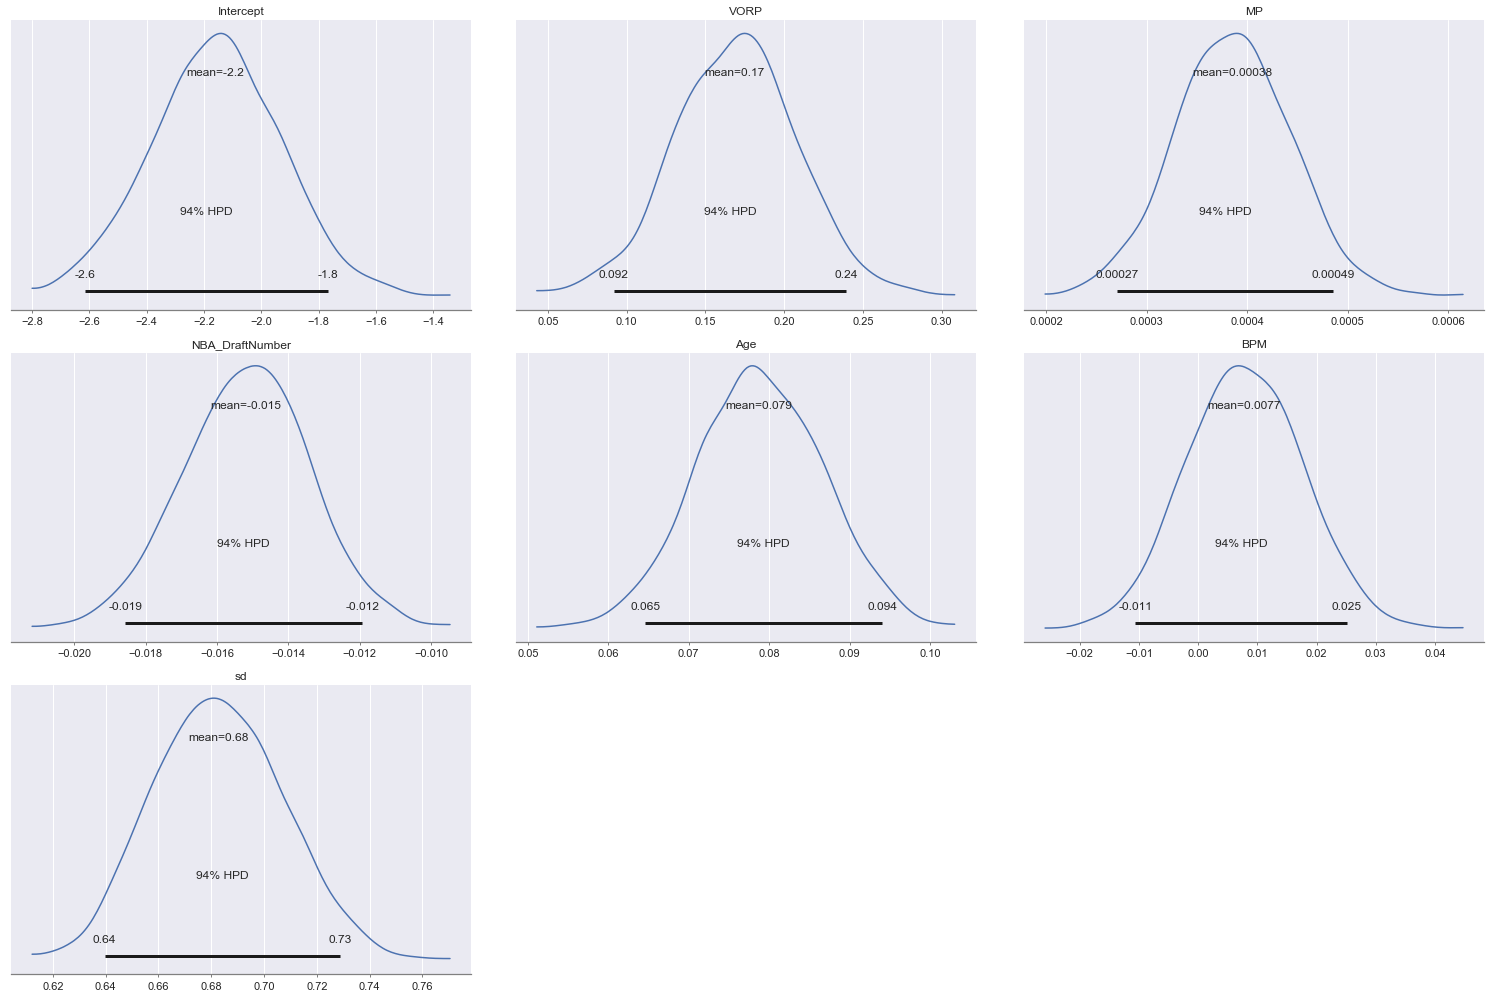 Intercept VORP MP
mean=-2.2 mean=0.17 mean=0.00038
94% HPD 94% HPD 94% HPD
-2.6 -1.8 0.092 0.24 0.00027 0.00049
−2.8 −2.6 −2.4 −2.2 −2.0 −1.8 −1.6 −1.4 0.05 0.10 0.15 0.20 0.25 0.30 0.0002 0.0003 0.0004 0.0005 0.0006
NBA_DraftNumber Age BPM
mean=-0.015 mean=0.079 mean=0.0077
94% HPD 94% HPD 94% HPD
-0.019 -0.012 0.065 0.094 -0.011 0.025
−0.020 −0.018 −0.016 −0.014 −0.012 −0.010 0.05 0.06 0.07 0.08 0.09 0.10 −0.02 −0.01 0.00 0.01 0.02 0.03 0.04
sd
mean=0.68
94% HPD
0.64 0.73
0.62 0.64 0.66 0.68 0.70 0.72 0.74 0.76